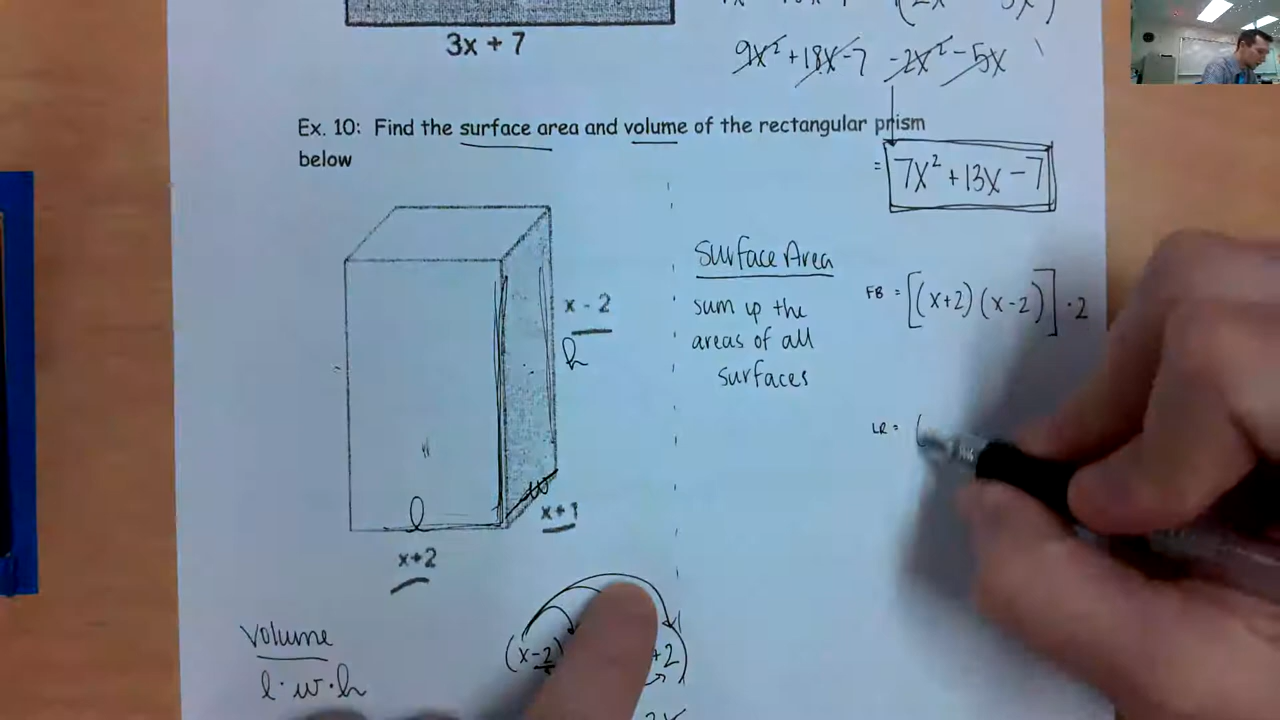 3x + 7
9x² + 18x - 7 - 2x² - 5x
Ex. 10: Find the surface area and volume of the rectangular prism
below
= 7x² + 13x - 7
Surface Area
sum up the
areas of all
surfaces
FB = [(x+2)(x-2)] · 2
LR = (
x - 2
h
l
w
x+1
x+2
Volume
l · w · h
(x-2)
+2)